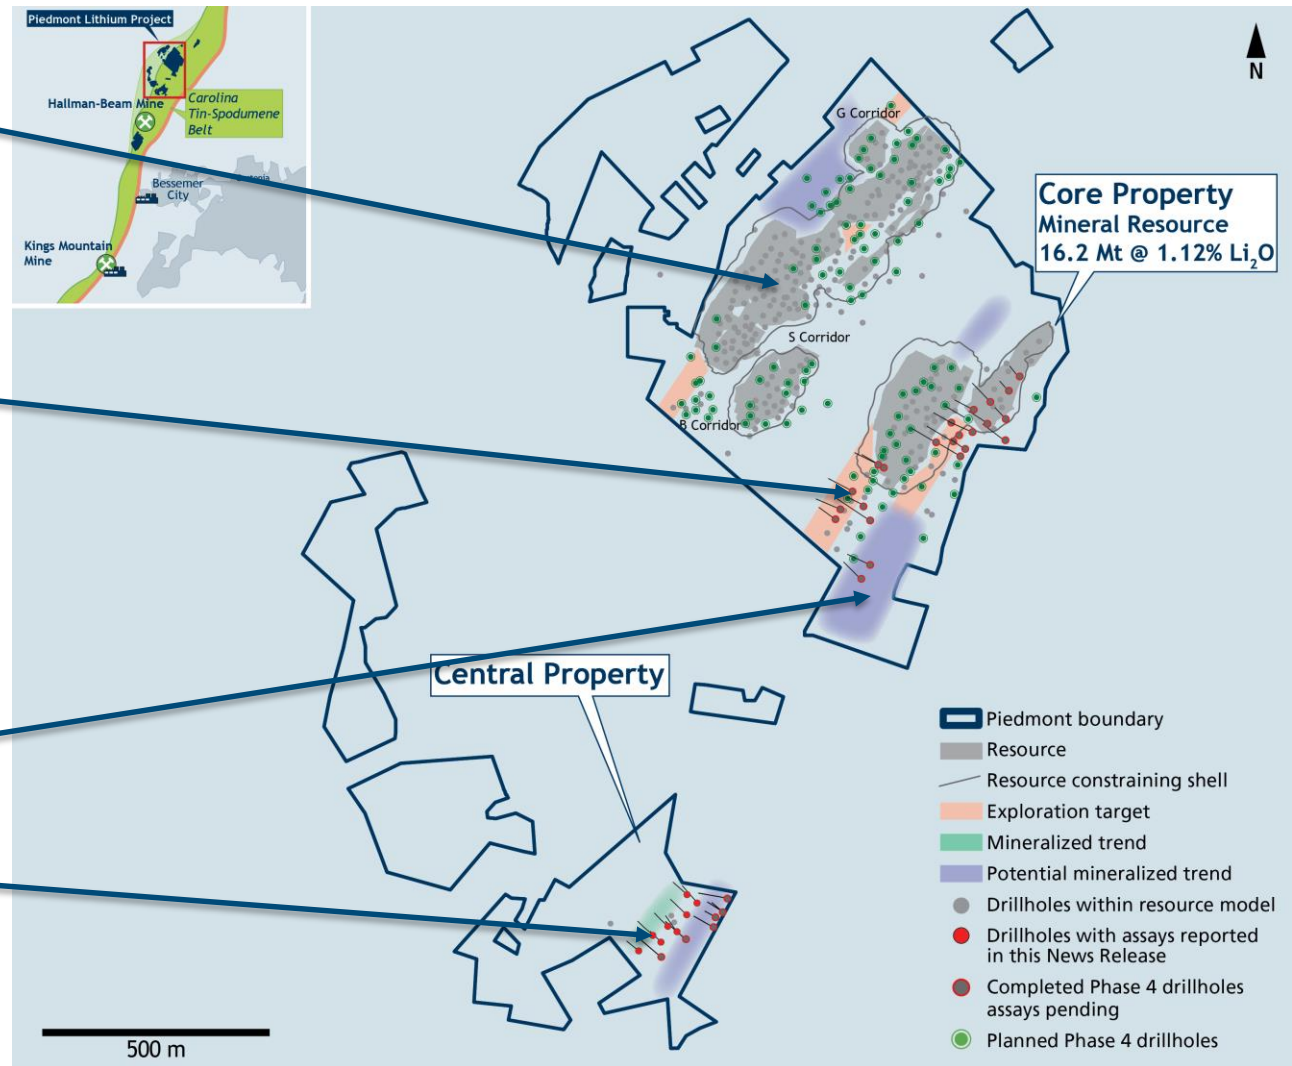 Piedmont Lithium Project
Hallman-Beam Mine
Carolina
Tin-Spodumene
Belt
Bessemer
City
Kings Mountain
Mine
N
G Corridor
Core Property
Mineral Resource
16.2 Mt @ 1.12% Li₂O
S Corridor
B Corridor
Central Property
Piedmont boundary
Resource
Resource constraining shell
Exploration target
Mineralized trend
Potential mineralized trend
Drillholes within resource model
Drillholes with assays reported
in this News Release
Completed Phase 4 drillholes
assays pending
Planned Phase 4 drillholes
500 m